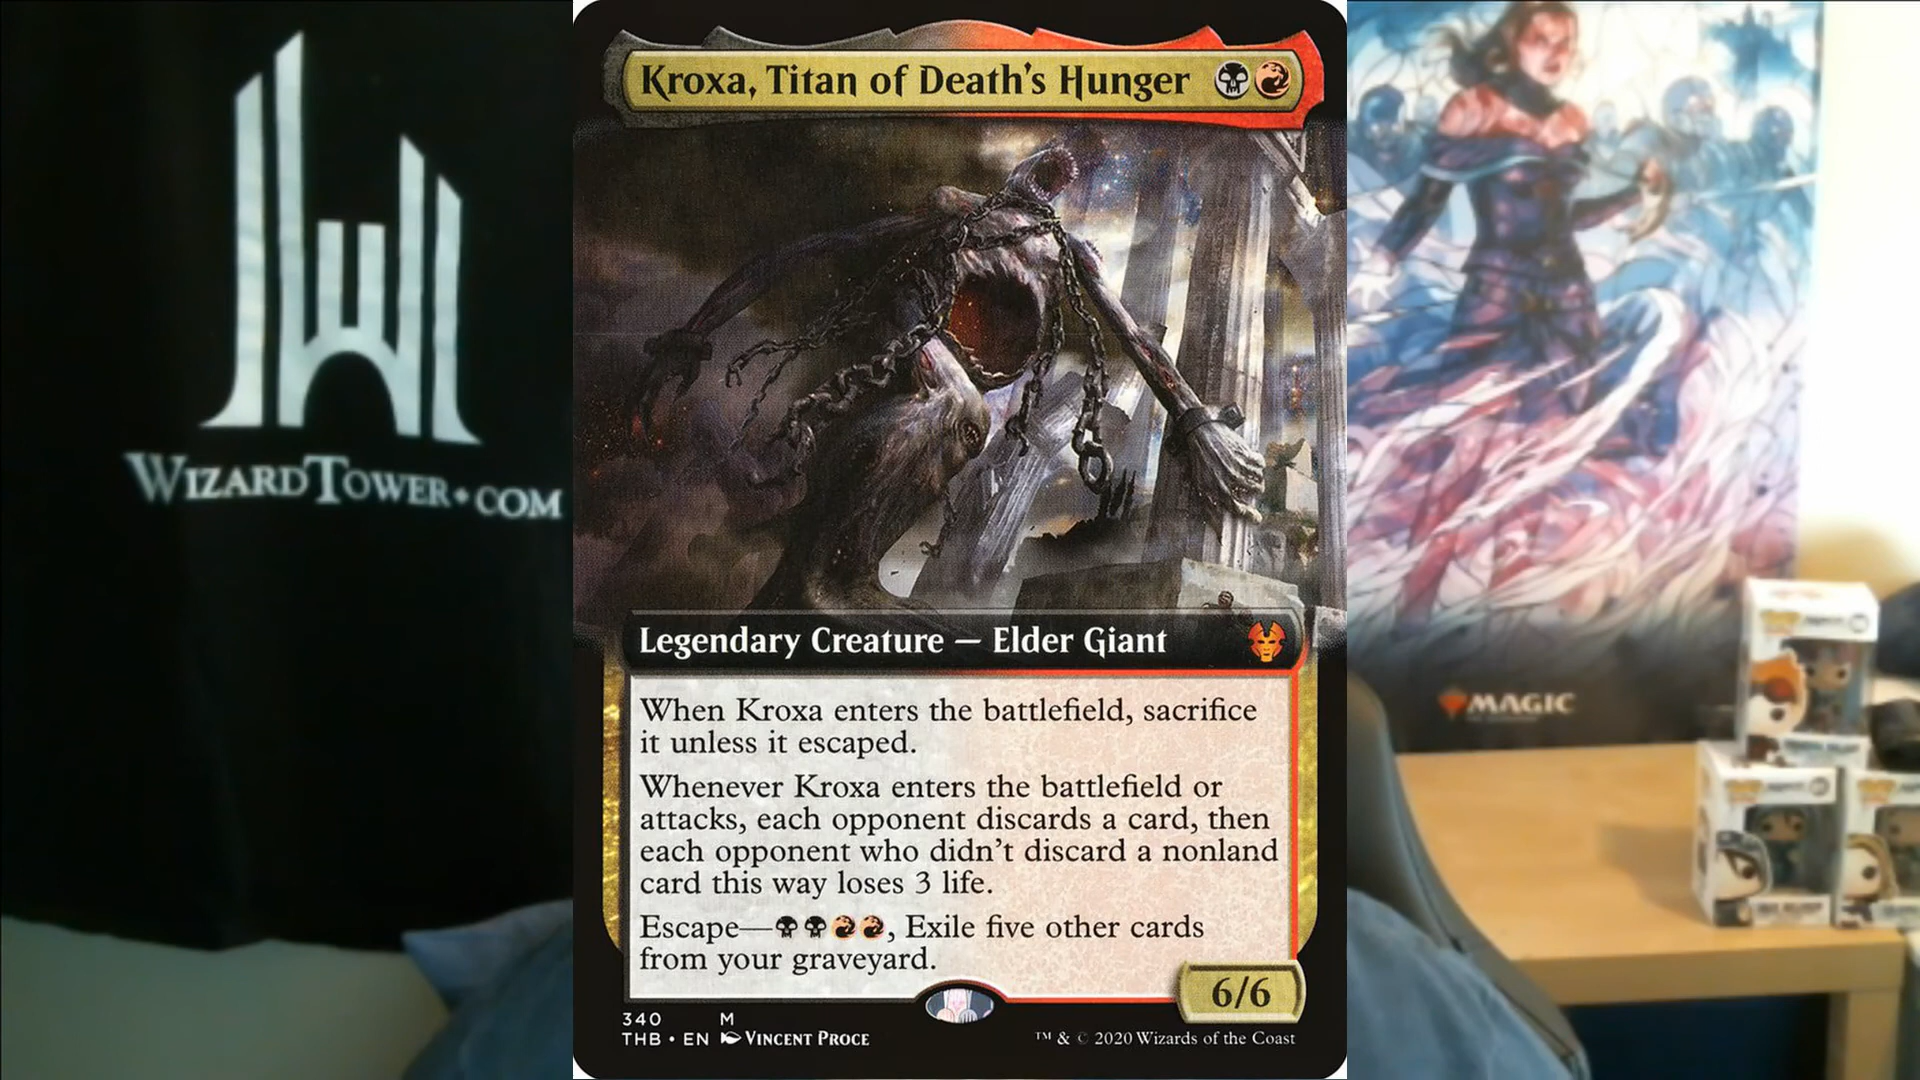 WIZARDTOWER.COM
Kroxa, Titan of Death's Hunger
Legendary Creature — Elder Giant
When Kroxa enters the battlefield, sacrifice
it unless it escaped.
Whenever Kroxa enters the battlefield or
attacks, each opponent discards a card, then
each opponent who didn't discard a nonland
card this way loses 3 life.
Escape—, Exile five other cards
from your graveyard.
6/6
340 M
THB • EN VINCENT PROCE
™ & © 2020 Wizards of the Coast
MAGIC